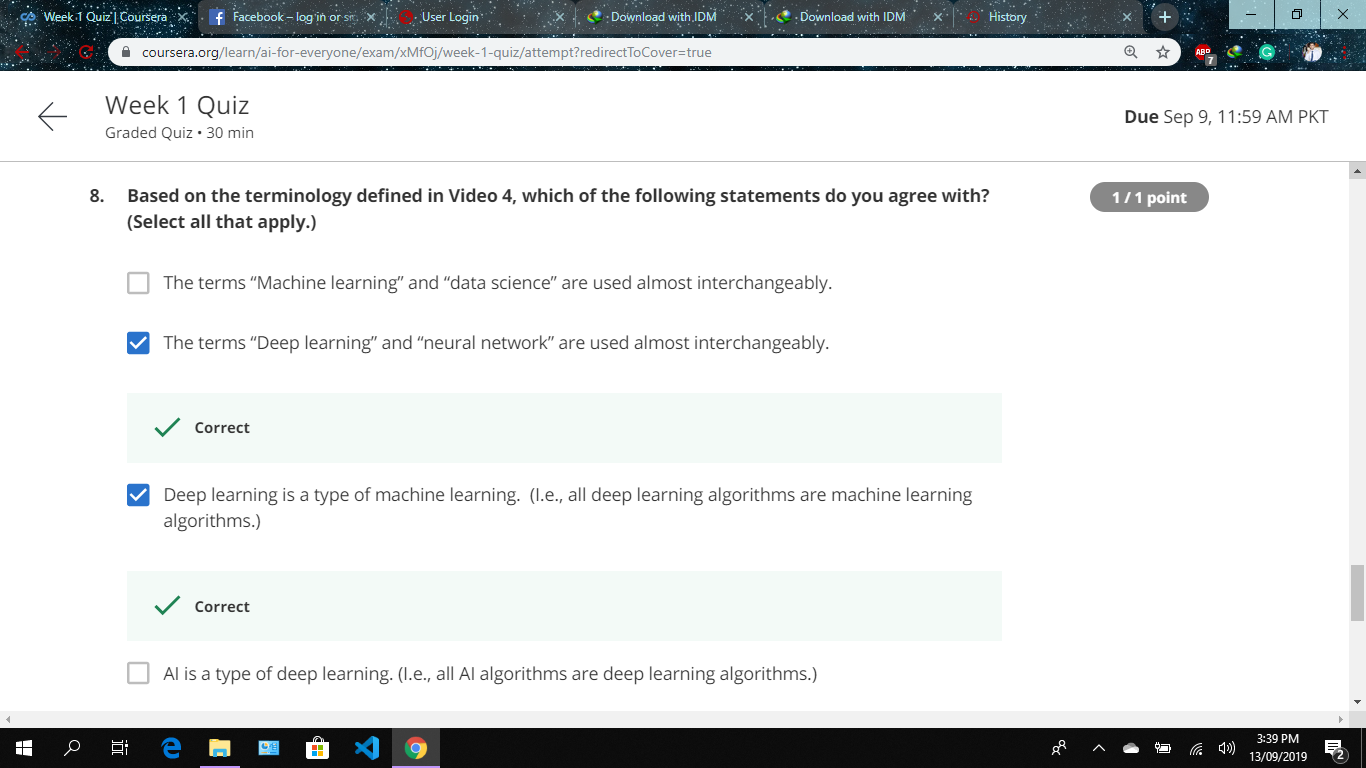 Week 1 Quiz | Coursera
Facebook – log in or
User Login
Download with IDM
Download with IDM
History
coursera.org/learn/ai-for-everyone/exam/xMfOj/week-1-quiz/attempt?redirectToCover=true
ABP
7
Week 1 Quiz
Graded Quiz • 30 min
Due Sep 9, 11:59 AM PKT
8. Based on the terminology defined in Video 4, which of the following statements do you agree with?
(Select all that apply.)
1 / 1 point
The terms “Machine learning” and “data science” are used almost interchangeably.
The terms “Deep learning” and “neural network” are used almost interchangeably.
Correct
Deep learning is a type of machine learning. (I.e., all deep learning algorithms are machine learning
algorithms.)
Correct
AI is a type of deep learning. (I.e., all AI algorithms are deep learning algorithms.)
3:39 PM
13/09/2019
2